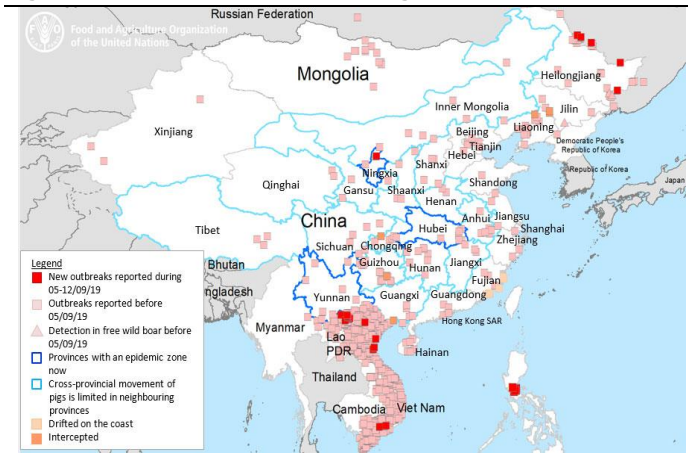 Russian Federation
Food and Agriculture Organization
of the United Nations
Mongolia
Heilongjiang
Inner Mongolia
Jilin
Xinjiang
Beijing
Liaoning
Tianjin
Hebei
Democratic People's
Republic of Korea
Ningxia
Shanxi
Republic of Korea
Japan
Qinghai
Gansu
Shaanxi
Shandong
Henan
China
Anhui
Jiangsu
Tibet
Hubei
Shanghai
Sichuan
Chongqing
Zhejiang
Bhutan
Guizhou
Hunan
Jiangxi
Legend
New outbreaks reported during
05-12/09/19
Outbreaks reported before
05/09/19
Detection in free wild boar before
05/09/19
Provinces with an epidemic zone
now
Cross-provincial movement of
pigs is limited in neighbouring
provinces
Drifted on the coast
Intercepted
ngladesh
Yunnan
Guangxi
Guangdong
Fujian
Myanmar
Hong Kong SAR
Lao
PDR
Hainan
Thailand
Cambodia
Viet Nam